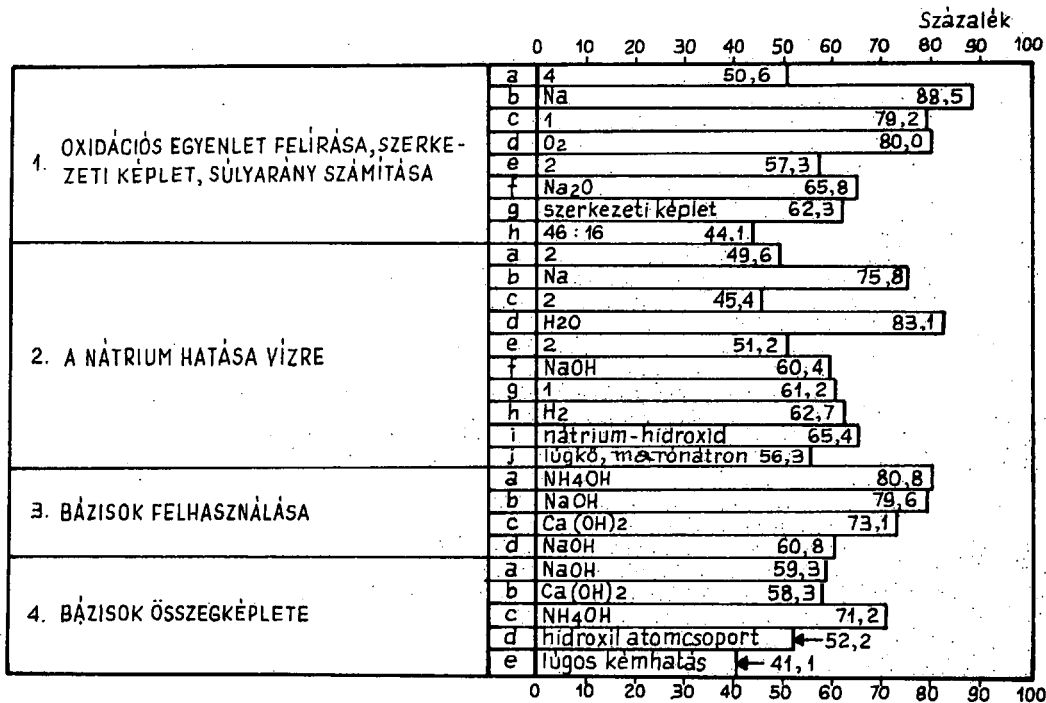 Százalék
0 10 20 30 40 50 60 70 80 90 100
1. OXIDÁCIÓS EGYENLET FELÍRÁSA, SZERKE-
ZETI KÉPLET, SÚLYARÁNY SZÁMÍTÁSA
a 4 50,6
b Na 88,5
c 1 79,2
d O2 80,0
e 2 57,3
f Na2O 65,8
g szerkezeti képlet 62,3
h 46:16 44,1
2. A NÁTRIUM HATÁSA VÍZRE
a 2 49,6
b Na 75,8
c 2 45,4
d H2O 83,1
e 2 51,2
f NaOH 60,4
g 1 61,2
h H2 62,7
i nátrium-hidroxid 65,4
j lúgkő, marónátron 56,3
3. BÁZISOK FELHASZNÁLÁSA
a NH4OH 80,8
b NaOH 79,6
c Ca(OH)2 73,1
d NaOH 60,8
4. BÁZISOK ÖSSZEGKÉPLETE
a NaOH 59,3
b Ca(OH)2 58,3
c NH4OH 71,2
d hidroxil atomcsoport 52,2
e lúgos kémhatás 41,1
0 10 20 30 40 50 60 70 80 90 100